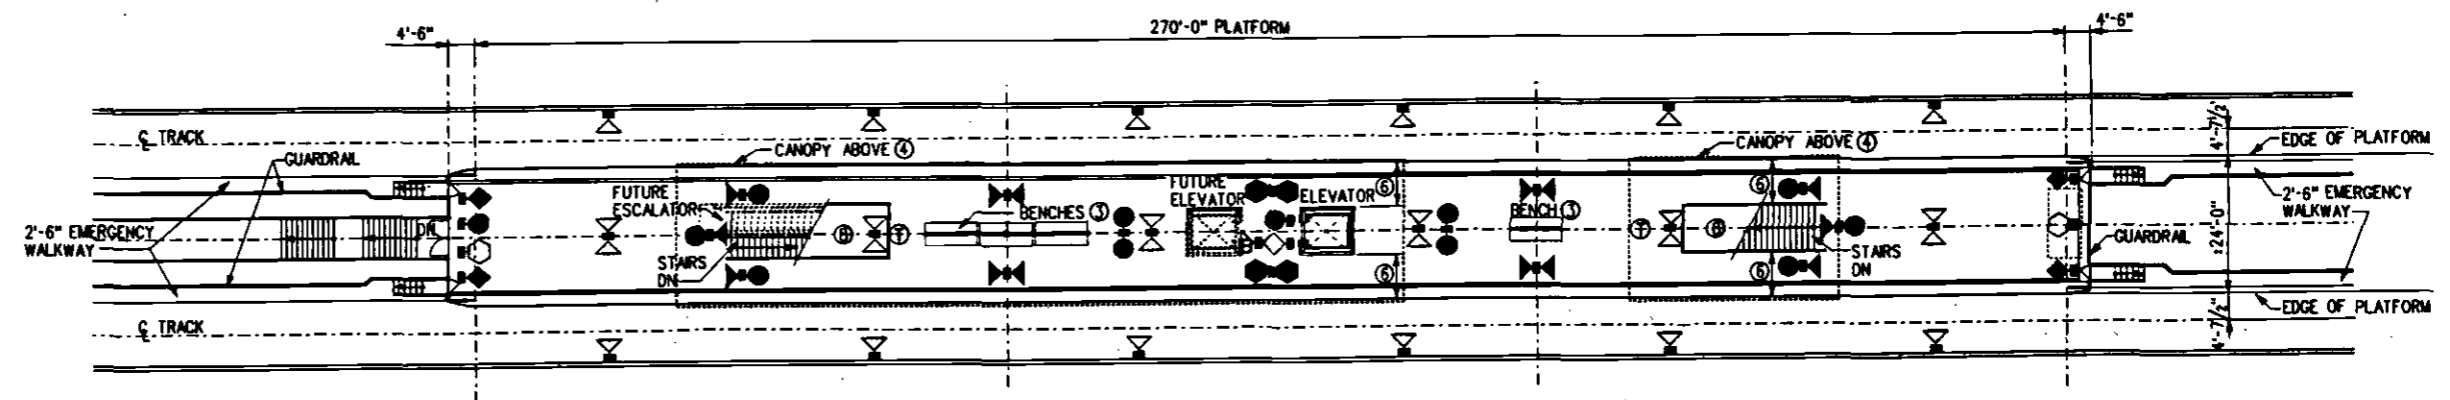 4'-6"
270'-0" PLATFORM
4'-6"
℄ TRACK
GUARDRAIL
CANOPY ABOVE ④
CANOPY ABOVE ④
4'-7½"
EDGE OF PLATFORM
FUTURE
ESCALATOR
FUTURE
ELEVATOR
ELEVATOR
⑥
⑥
2'-6" EMERGENCY
WALKWAY
2'-6" EMERGENCY
WALKWAY
DN
BENCHES ③
BENCH ③
⑧
⑦
⑦
⑧
±24'-0"
GUARDRAIL
STAIRS
DN
STAIRS
DN
⑥
⑥
EDGE OF PLATFORM
℄ TRACK
4'-7½"